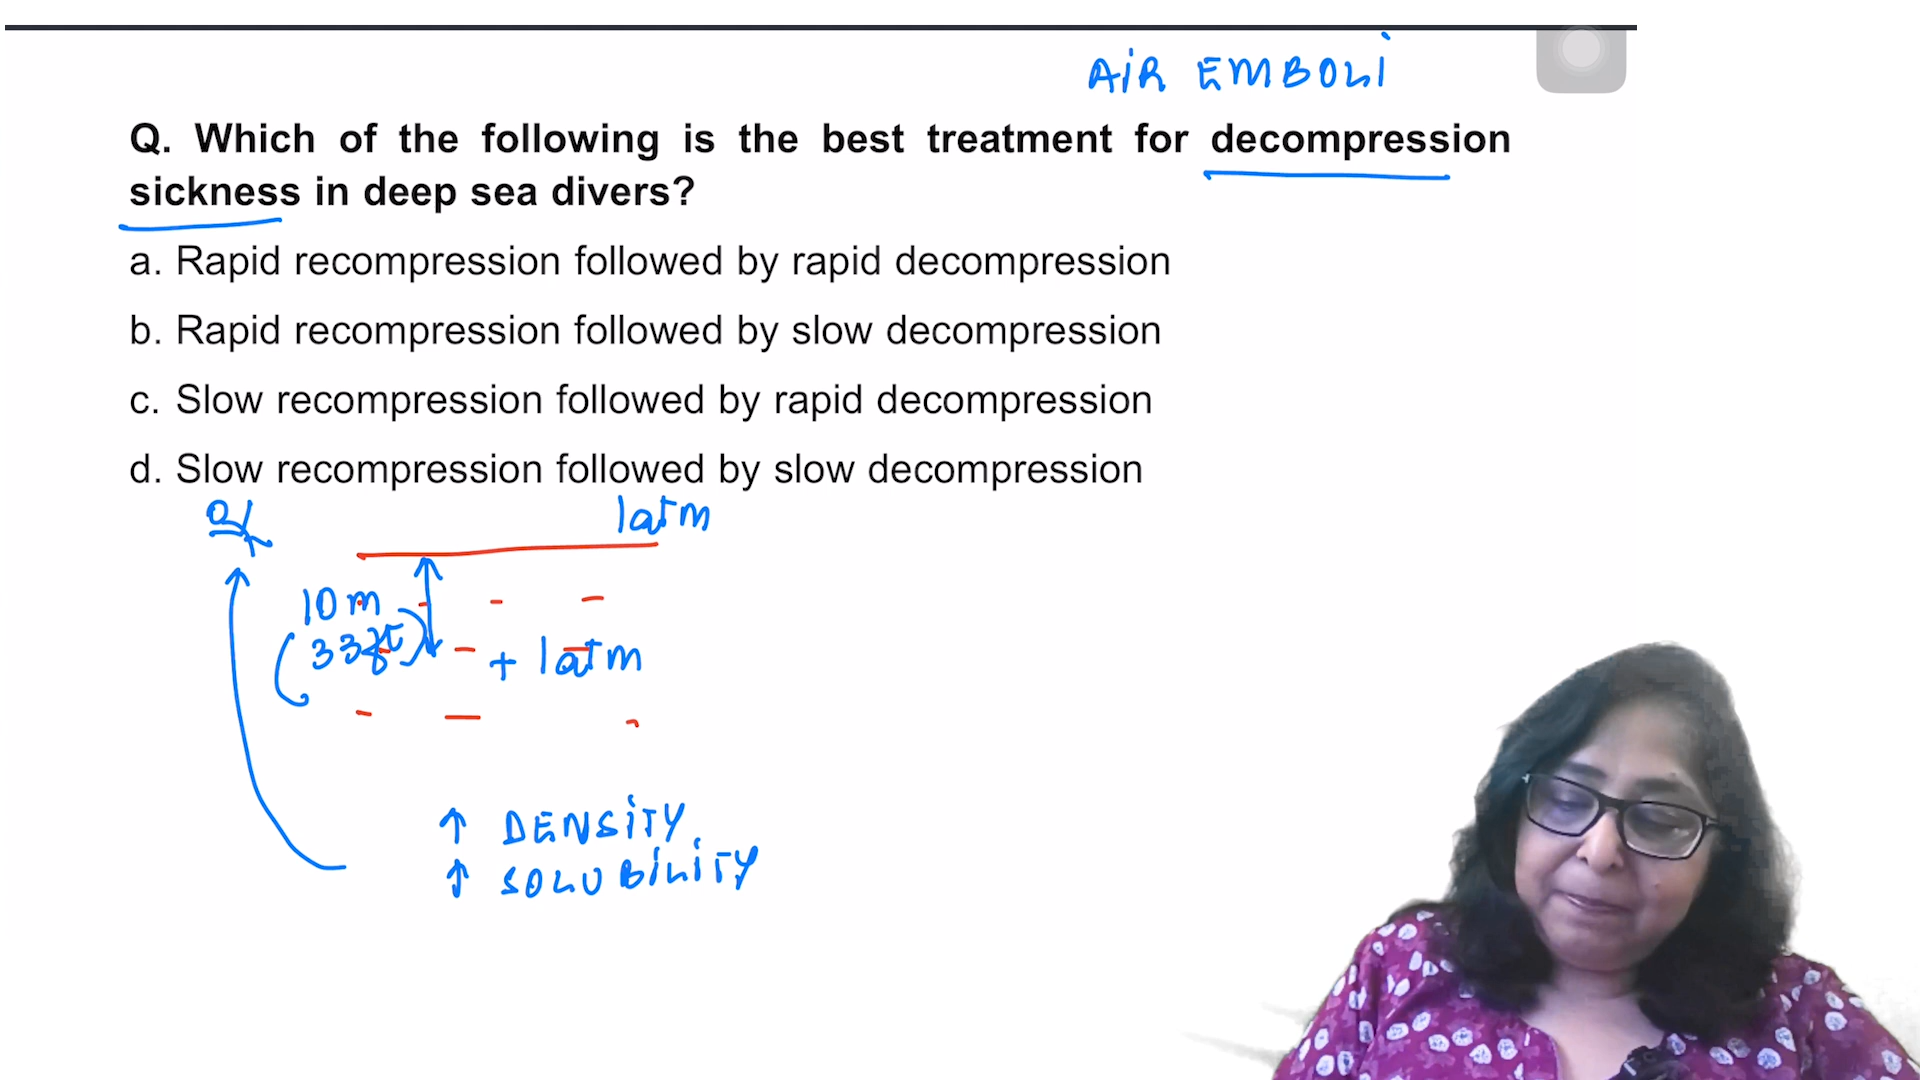 AiR EMBOLi
Q. Which of the following is the best treatment for decompression
sickness in deep sea divers?
a. Rapid recompression followed by rapid decompression
b. Rapid recompression followed by slow decompression
c. Slow recompression followed by rapid decompression
d. Slow recompression followed by slow decompression
1atm
10 m
(33ft)
+ 1atm
↑ DENSiTY
↑ SOLUBiLiTY